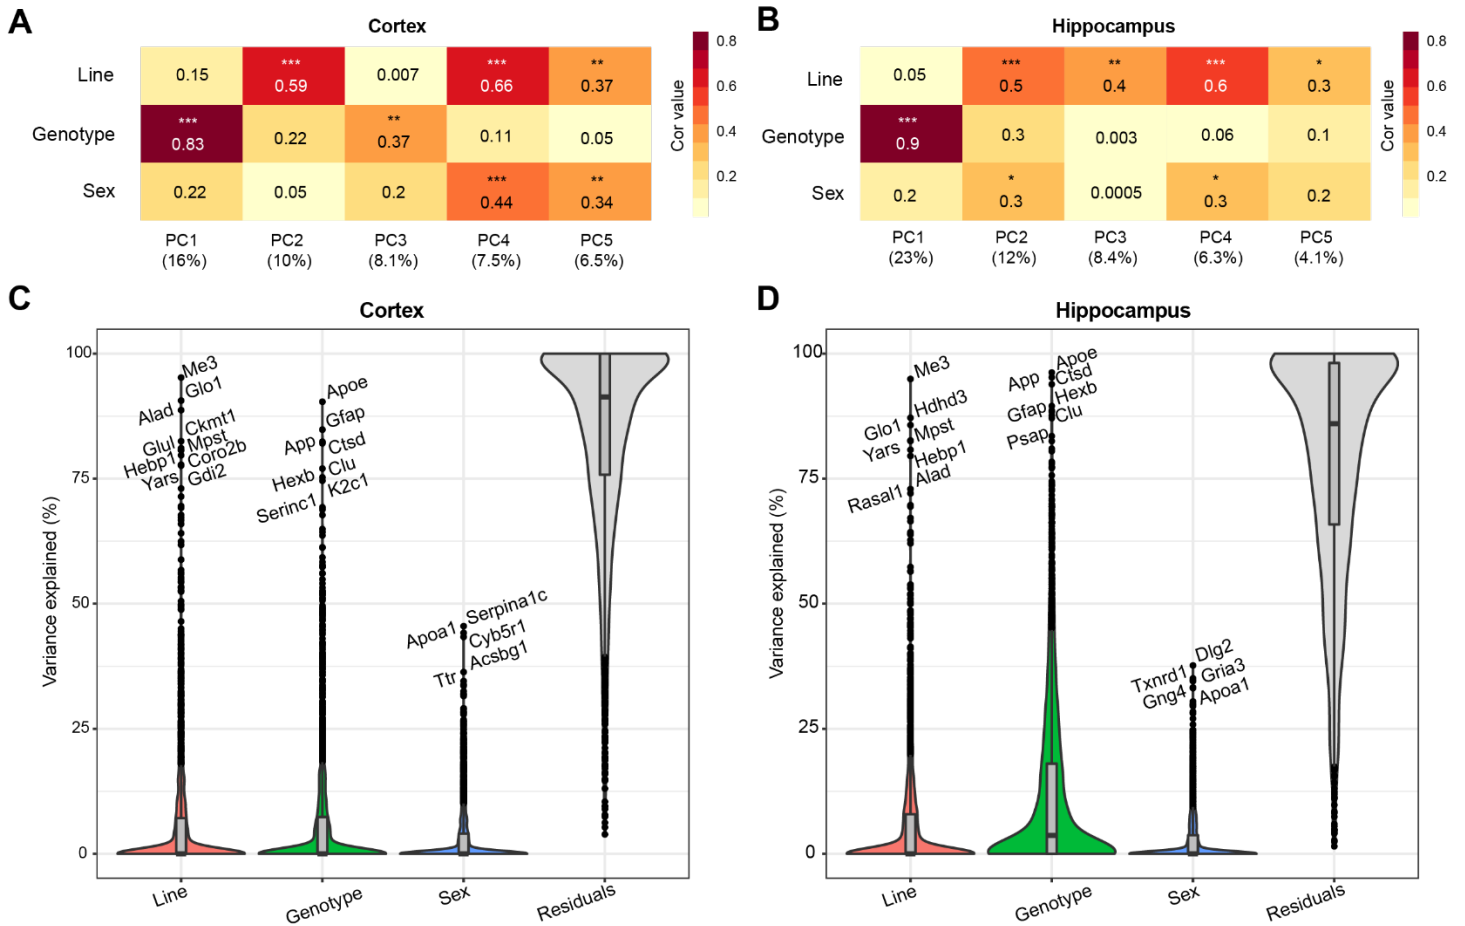 A
Cortex
Line
0.15
***
0.59
0.007
***
0.66
**
0.37
Genotype
***
0.83
0.22
**
0.37
0.11
0.05
Sex
0.22
0.05
0.2
***
0.44
**
0.34
PC1
(16%)
PC2
(10%)
PC3
(8.1%)
PC4
(7.5%)
PC5
(6.5%)
0.8
0.6
0.4
0.2
Cor value
B
Hippocampus
Line
0.05
***
0.5
**
0.4
***
0.6
*
0.3
Genotype
***
0.9
0.3
0.003
0.06
0.1
Sex
0.2
*
0.3
0.0005
*
0.3
0.2
PC1
(23%)
PC2
(12%)
PC3
(8.4%)
PC4
(6.3%)
PC5
(4.1%)
0.8
0.6
0.4
0.2
Cor value
C
Cortex
Variance explained (%)
100
75
50
25
0
Me3
Glo1
Alad
Ckmt1
Glul
Mpst
Hebp1
Coro2b
Yars
Gdi2
Apoe
Gfap
App
Ctsd
Clu
Hexb
K2c1
Serinc1
Serpina1c
Apoa1
Cyb5r1
Acsbg1
Ttr
Line
Genotype
Sex
Residuals
D
Hippocampus
Variance explained (%)
100
75
50
25
0
Me3
Hdhd3
Glo1
Mpst
Yars
Hebp1
Alad
Rasal1
Apoe
App
Ctsd
Hexb
Gfap
Clu
Psap
Dlg2
Txnrd1
Gria3
Gng4
Apoa1
Line
Genotype
Sex
Residuals